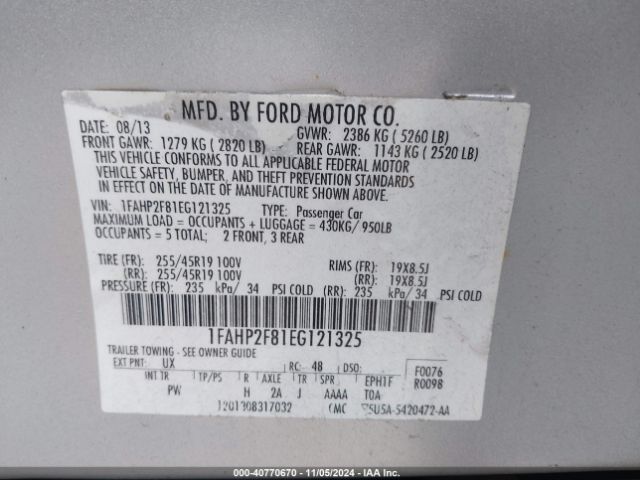 MFD. BY FORD MOTOR CO.
DATE: 08/13 GVWR: 2386 KG ( 5260 LB)
FRONT GAWR: 1279 KG ( 2820 LB) REAR GAWR: 1143 KG ( 2520 LB)
THIS VEHICLE CONFORMS TO ALL APPLICABLE FEDERAL MOTOR
VEHICLE SAFETY, BUMPER, AND THEFT PREVENTION STANDARDS
IN EFFECT ON THE DATE OF MANUFACTURE SHOWN ABOVE.
VIN: 1FAHP2F81EG121325 TYPE: Passenger Car
MAXIMUM LOAD = OCCUPANTS + LUGGAGE = 430KG/ 950LB
OCCUPANTS = 5 TOTAL; 2 FRONT, 3 REAR
TIRE (FR): 255/45R19 100V RIMS (FR): 19X8.5J
(RR): 255/45R19 100V (RR): 19X8.5J
PRESSURE (FR): 235 kPa/ 34 PSI COLD (RR): 235 kPa/ 34 PSI COLD
1FAHP2F81EG121325
TRAILER TOWING - SEE OWNER GUIDE
EXT PNT: UX RC: 48 DSO: F0076
INT TR TP/PS R AXLE TR SPR EPH1F R0098
PW H 2A J AAAA TOA
1201308317032 CMC 5USA-5420472-AA
000-40770670 - 11/05/2024 - IAA Inc.